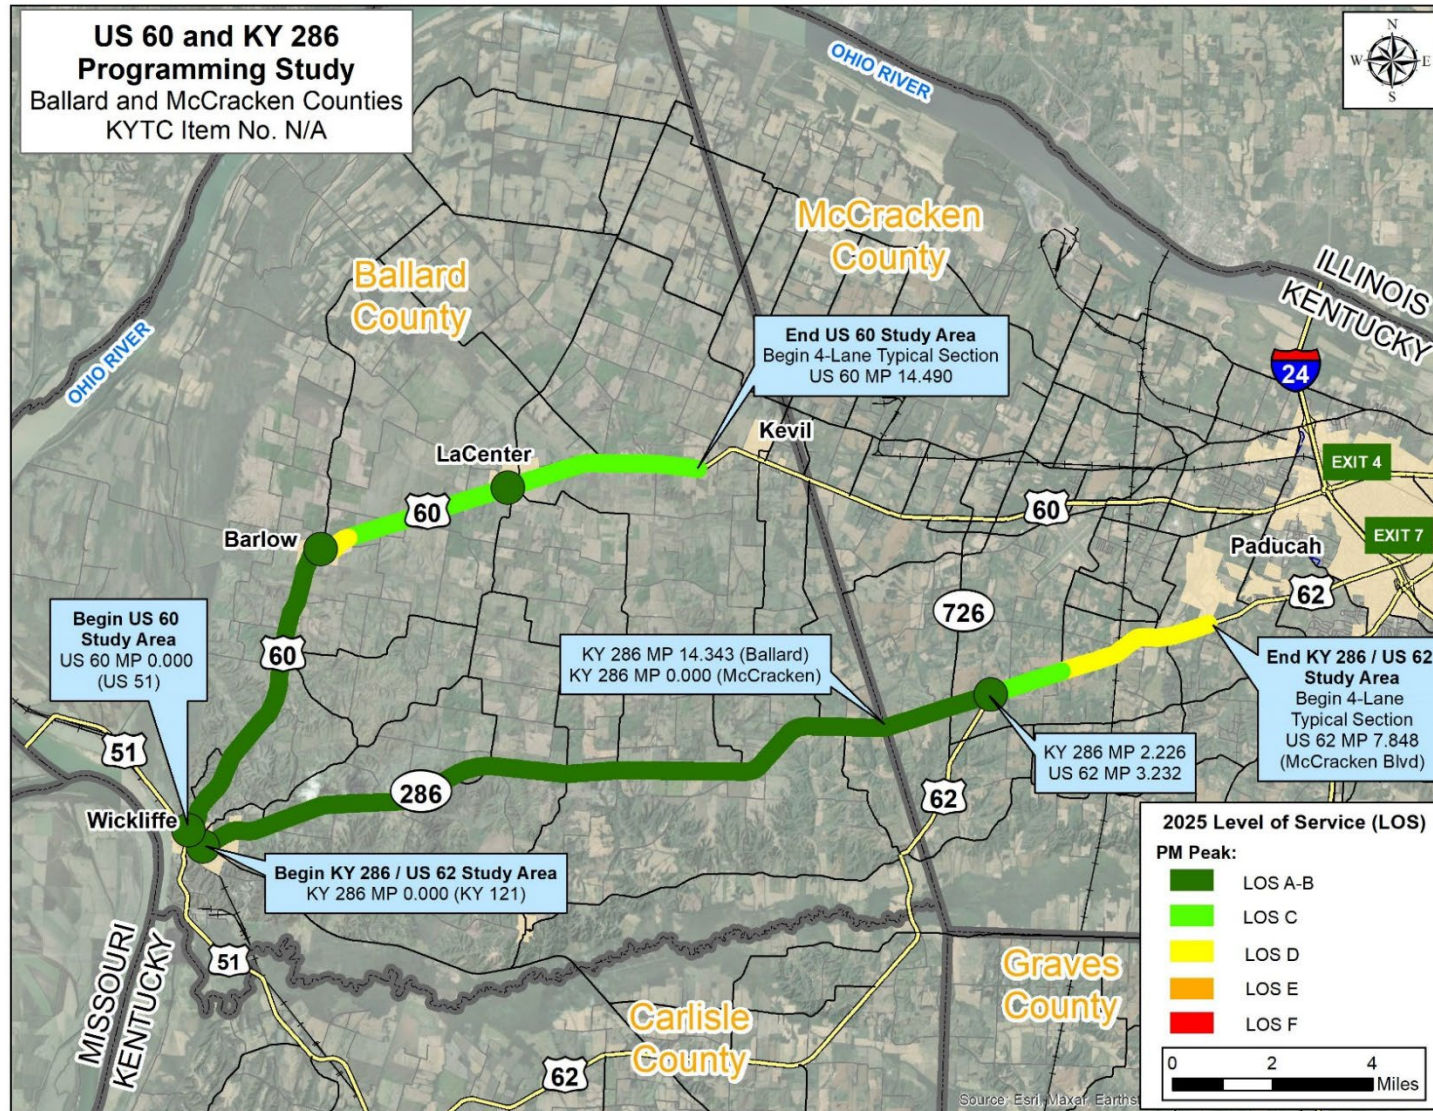 US 60 and KY 286
Programming Study
Ballard and McCracken Counties
KYTC Item No. N/A
N
W
E
S
OHIO RIVER
McCracken
County
Ballard
County
ILLINOIS
KENTUCKY
OHIO RIVER
End US 60 Study Area
Begin 4-Lane Typical Section
US 60 MP 14.490
24
Kevil
LaCenter
EXIT 4
60
60
Barlow
EXIT 7
Paducah
62
Begin US 60
Study Area
US 60 MP 0.000
(US 51)
726
60
KY 286 MP 14.343 (Ballard)
KY 286 MP 0.000 (McCracken)
End KY 286 / US 62
Study Area
Begin 4-Lane
Typical Section
US 62 MP 7.848
(McCracken Blvd)
51
KY 286 MP 2.226
US 62 MP 3.232
286
62
Wickliffe
Begin KY 286 / US 62 Study Area
KY 286 MP 0.000 (KY 121)
2025 Level of Service (LOS)
PM Peak:
LOS A-B
LOS C
LOS D
LOS E
LOS F
0 2 4
Miles
51
MISSOURI
KENTUCKY
Graves
County
Carlisle
County
62
Source: Esri, Maxar,